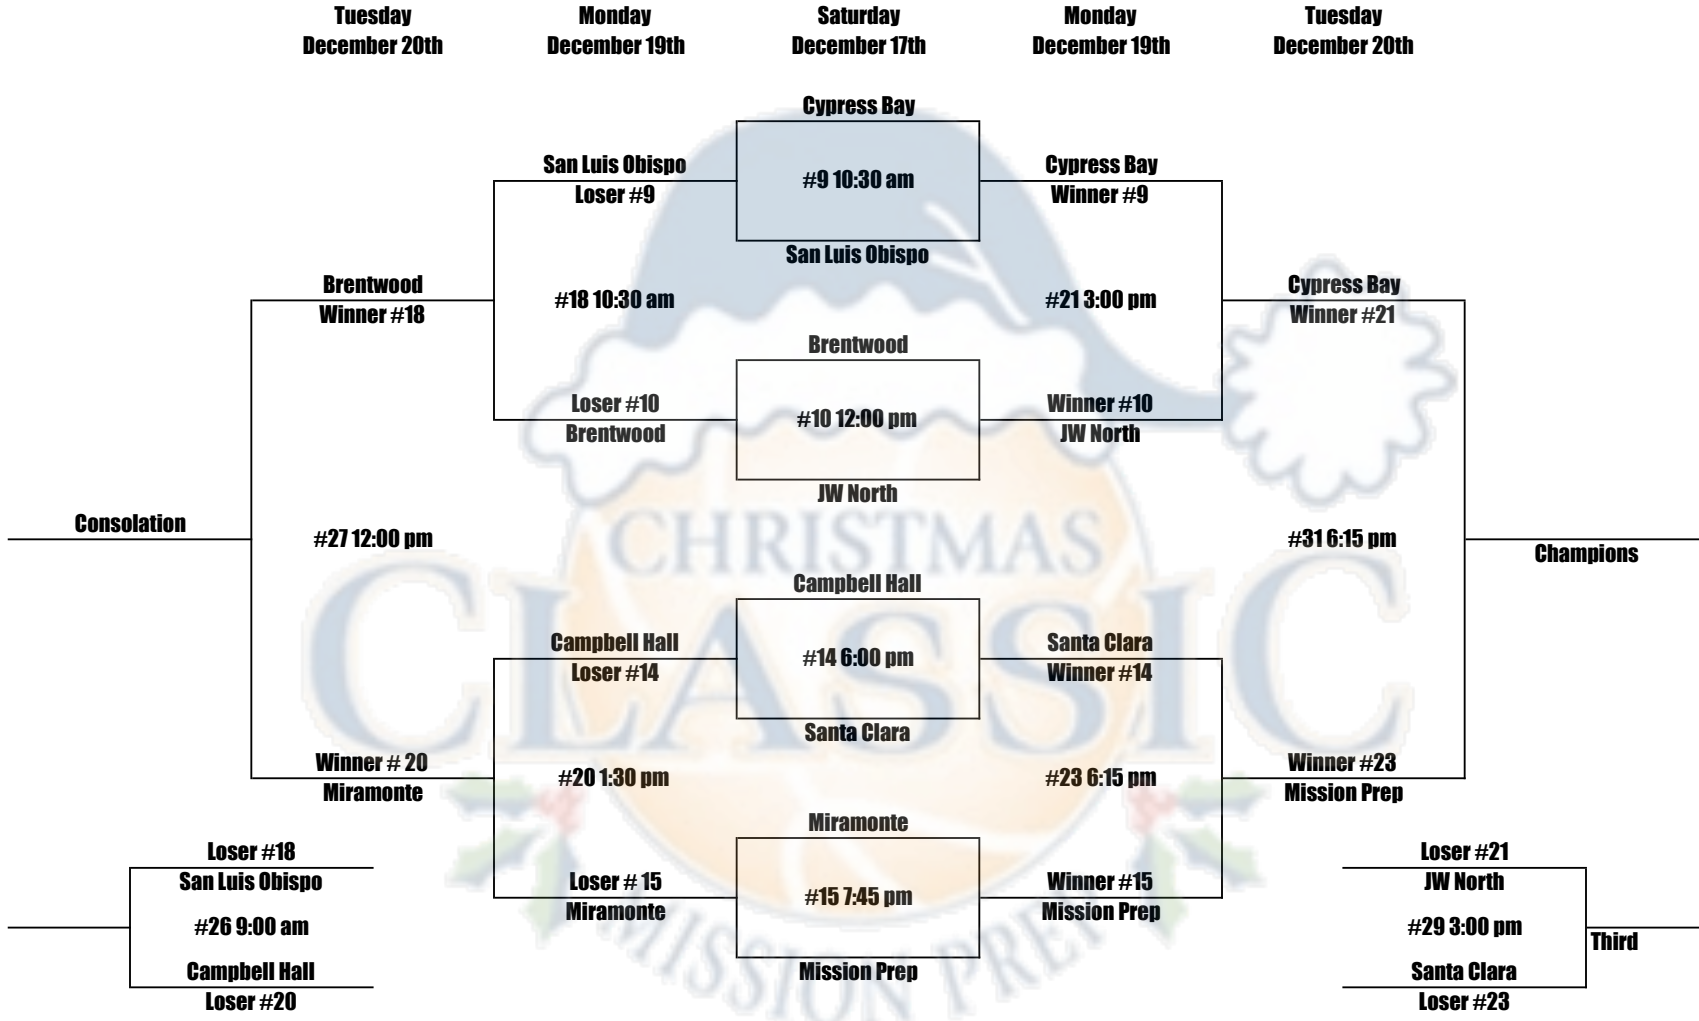 Tuesday
December 20th
Monday
December 19th
Saturday
December 17th
Monday
December 19th
Tuesday
December 20th
Cypress Bay
San Luis Obispo
Loser #9
#9 10:30 am
Cypress Bay
Winner #9
San Luis Obispo
Brentwood
Winner #18
#18 10:30 am
#21 3:00 pm
Cypress Bay
Winner #21
Brentwood
Loser #10
Brentwood
#10 12:00 pm
Winner #10
JW North
JW North
Consolation
#27 12:00 pm
CHRISTMAS
#31 6:15 pm
Champions
Campbell Hall
CLASSIC
Campbell Hall
Loser #14
#14 6:00 pm
Santa Clara
Winner #14
Santa Clara
Winner # 20
Miramonte
#20 1:30 pm
#23 6:15 pm
Winner #23
Mission Prep
Miramonte
Loser #18
San Luis Obispo
Loser # 15
Miramonte
#15 7:45 pm
Winner #15
Mission Prep
Loser #21
JW North
#26 9:00 am
#29 3:00 pm
Third
MISSION PREP
Mission Prep
Campbell Hall
Loser #20
Santa Clara
Loser #23